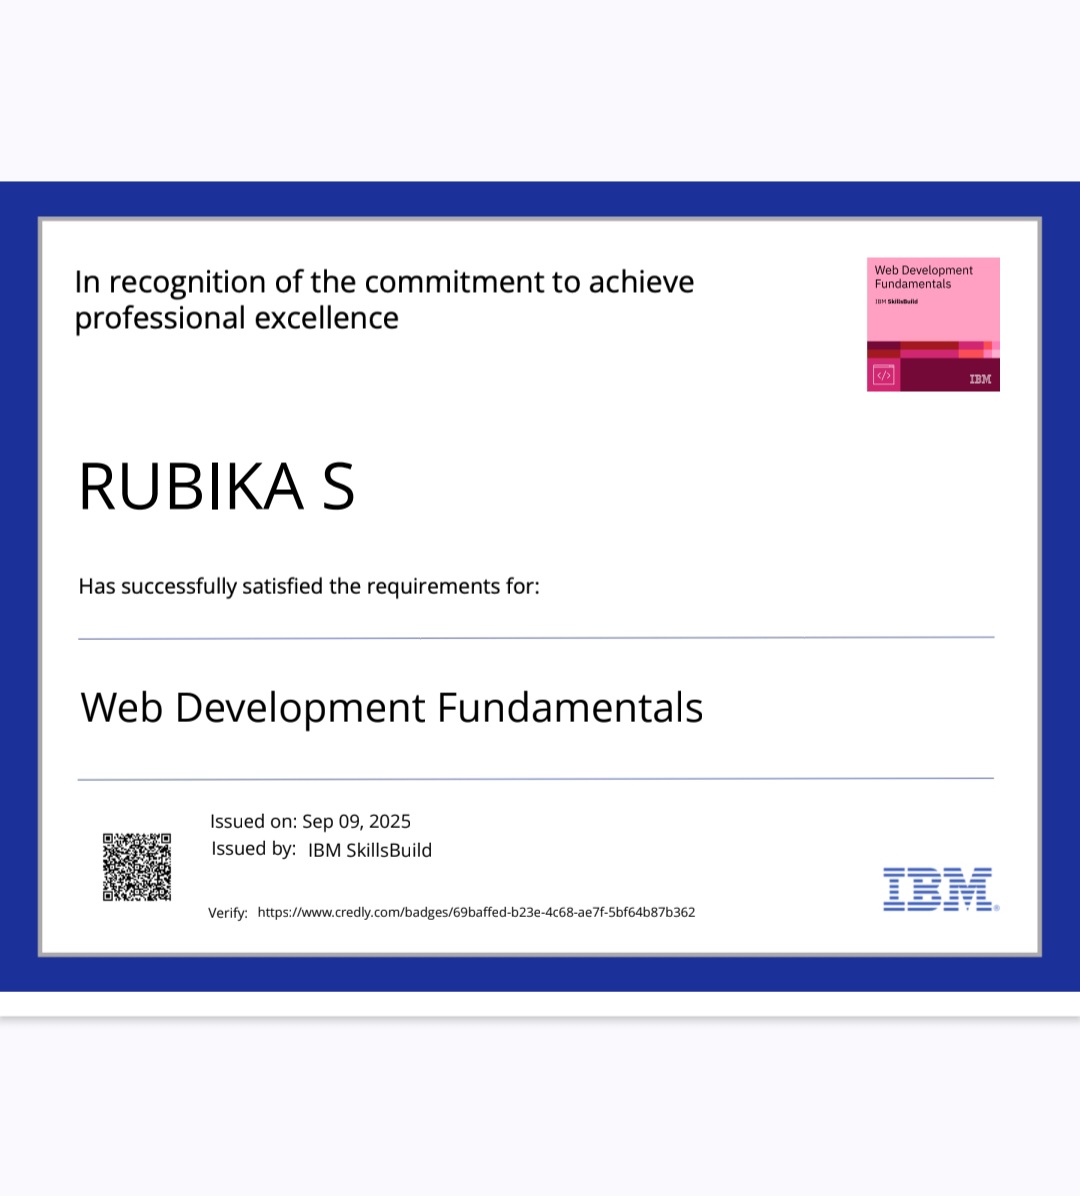 In recognition of the commitment to achieve
professional excellence
Web Development
Fundamentals
IBM SkillsBuild
</>
IBM
RUBIKA S
Has successfully satisfied the requirements for:
Web Development Fundamentals
Issued on: Sep 09, 2025
Issued by: IBM SkillsBuild
Verify: https://www.credly.com/badges/69baffed-b23e-4c68-ae7f-5bf64b87b362
IBM®